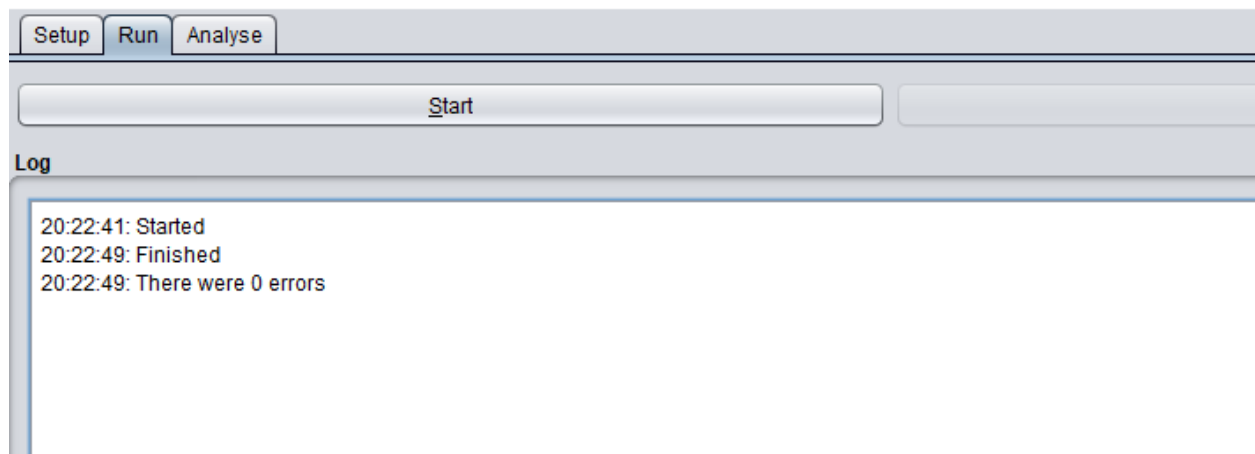 Setup Run Analyse
Start
Log
20:22:41: Started
20:22:49: Finished
20:22:49: There were 0 errors